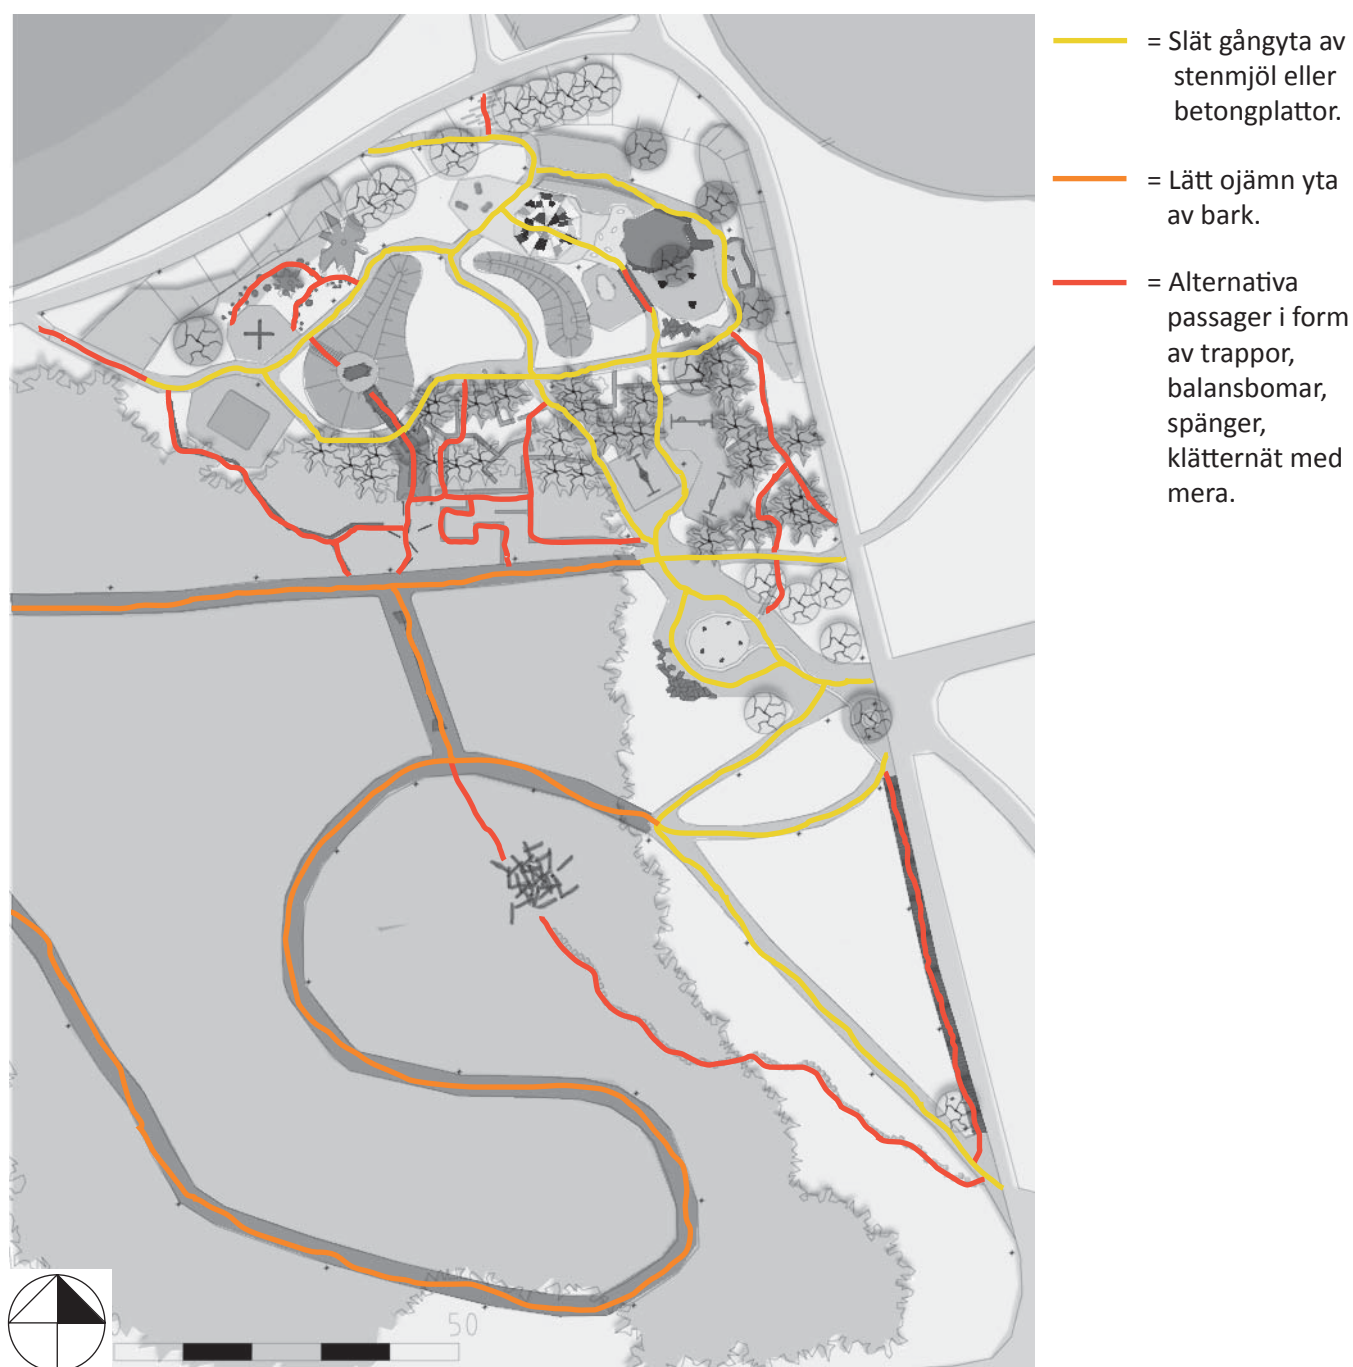 = Slät gångyta av
stenmjöl eller
betongplattor.
= Lätt ojämn yta
av bark.
= Alternativa
passager i form
av trappor,
balansbomar,
spänger,
klätternät med
mera.
0 50